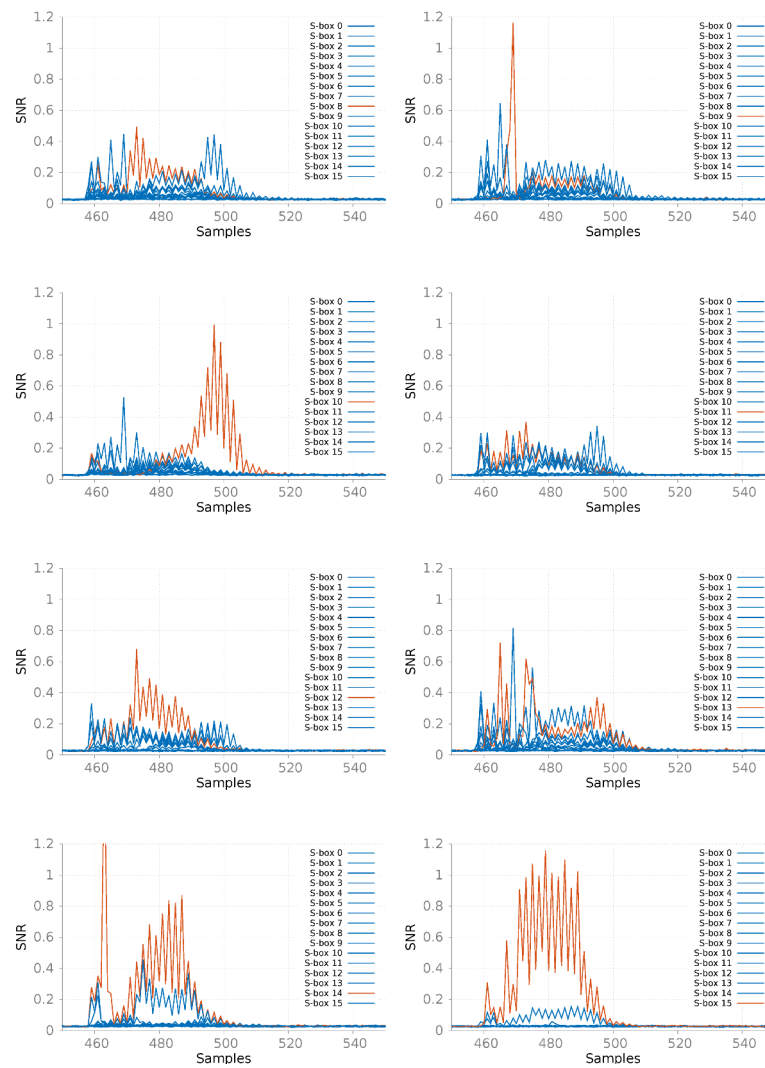 1.2
1
0.8
0.6
0.4
0.2
0
SNR
S-box 0
S-box 1
S-box 2
S-box 3
S-box 4
S-box 5
S-box 6
S-box 7
S-box 8
S-box 9
S-box 10
S-box 11
S-box 12
S-box 13
S-box 14
S-box 15
460 480 500 520 540
Samples
1.2
1
0.8
0.6
0.4
0.2
0
SNR
S-box 0
S-box 1
S-box 2
S-box 3
S-box 4
S-box 5
S-box 6
S-box 7
S-box 8
S-box 9
S-box 10
S-box 11
S-box 12
S-box 13
S-box 14
S-box 15
460 480 500 520 540
Samples
1.2
1
0.8
0.6
0.4
0.2
0
SNR
S-box 0
S-box 1
S-box 2
S-box 3
S-box 4
S-box 5
S-box 6
S-box 7
S-box 8
S-box 9
S-box 10
S-box 11
S-box 12
S-box 13
S-box 14
S-box 15
460 480 500 520 540
Samples
1.2
1
0.8
0.6
0.4
0.2
0
SNR
S-box 0
S-box 1
S-box 2
S-box 3
S-box 4
S-box 5
S-box 6
S-box 7
S-box 8
S-box 9
S-box 10
S-box 11
S-box 12
S-box 13
S-box 14
S-box 15
460 480 500 520 540
Samples
1.2
1
0.8
0.6
0.4
0.2
0
SNR
S-box 0
S-box 1
S-box 2
S-box 3
S-box 4
S-box 5
S-box 6
S-box 7
S-box 8
S-box 9
S-box 10
S-box 11
S-box 12
S-box 13
S-box 14
S-box 15
460 480 500 520 540
Samples
1.2
1
0.8
0.6
0.4
0.2
0
SNR
S-box 0
S-box 1
S-box 2
S-box 3
S-box 4
S-box 5
S-box 6
S-box 7
S-box 8
S-box 9
S-box 10
S-box 11
S-box 12
S-box 13
S-box 14
S-box 15
460 480 500 520 540
Samples
1.2
1
0.8
0.6
0.4
0.2
0
SNR
S-box 0
S-box 1
S-box 2
S-box 3
S-box 4
S-box 5
S-box 6
S-box 7
S-box 8
S-box 9
S-box 10
S-box 11
S-box 12
S-box 13
S-box 14
S-box 15
460 480 500 520 540
Samples
1.2
1
0.8
0.6
0.4
0.2
0
SNR
S-box 0
S-box 1
S-box 2
S-box 3
S-box 4
S-box 5
S-box 6
S-box 7
S-box 8
S-box 9
S-box 10
S-box 11
S-box 12
S-box 13
S-box 14
S-box 15
460 480 500 520 540
Samples